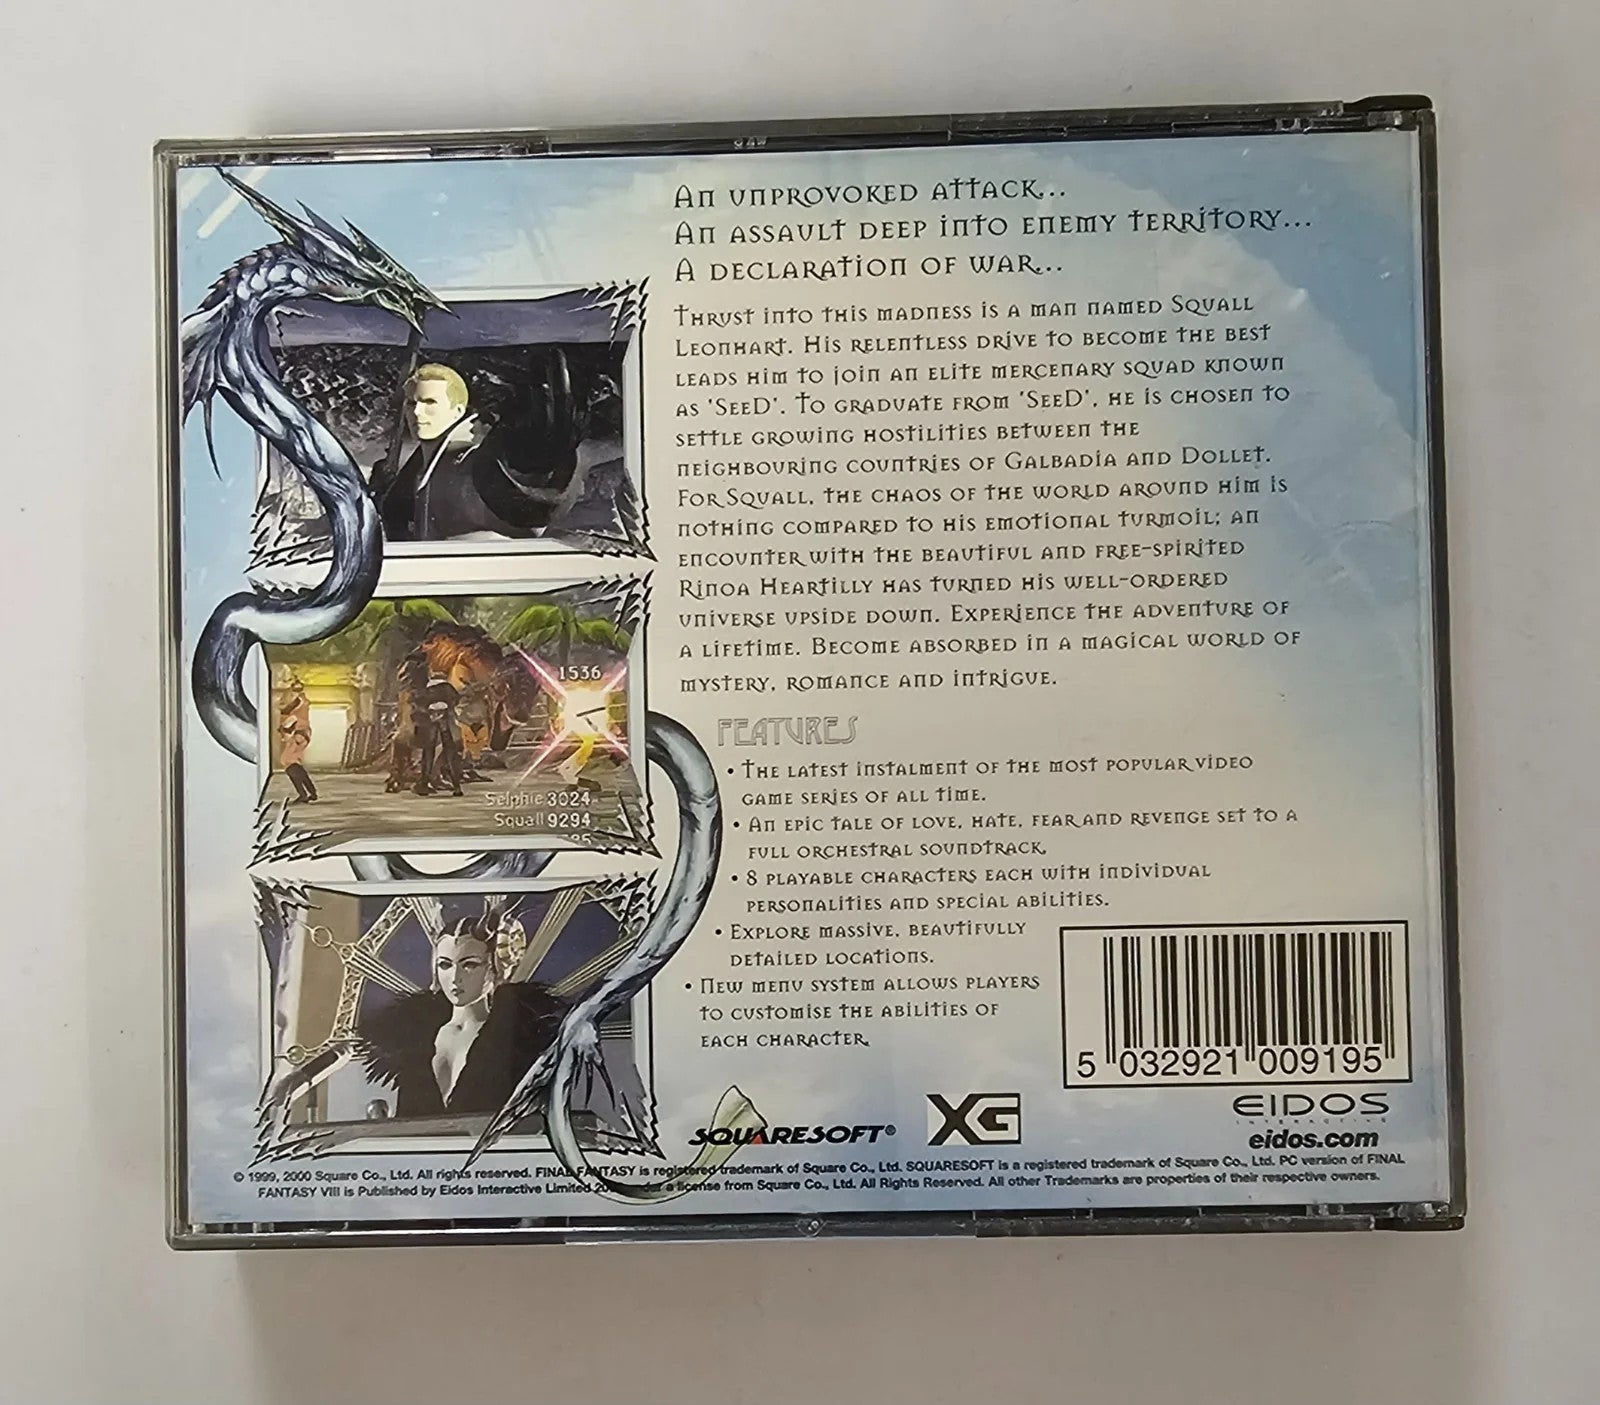 An unprovoked attack...
An assault deep into enemy territory...
A declaration of war...
Thrust into this madness is a man named Squall
Leonhart. His relentless drive to become the best
leads him to join an elite mercenary squad known
as 'SeeD'. To graduate from 'SeeD', he is chosen to
settle growing hostilities between the
neighbouring countries of Galbadia and Dollet.
For Squall, the chaos of the world around him is
nothing compared to his emotional turmoil; an
encounter with the beautiful and free-spirited
Rinoa Heartilly has turned his well-ordered
universe upside down. Experience the adventure of
a lifetime. Become absorbed in a magical world of
mystery, romance and intrigue.
1536
Selphie 3024
Squall 9294
FEATURES
• The latest instalment of the most popular video
game series of all time.
• An epic tale of love, hate, fear and revenge set to a
full orchestral soundtrack.
• 8 playable characters each with individual
personalities and special abilities.
• Explore massive, beautifully
detailed locations.
• New menu system allows players
to customise the abilities of
each character.
5 032921 009195
SQUARESOFT®
XG
EIDOS
INTERACTIVE
eidos.com
© 1999, 2000 Square Co., Ltd. All rights reserved. FINAL FANTASY is registered trademark of Square Co., Ltd. SQUARESOFT is a registered trademark of Square Co., Ltd. PC version of FINAL
FANTASY VIII is Published by Eidos Interactive Limited under a license from Square Co., Ltd. All Rights Reserved. All other Trademarks are properties of their respective owners.